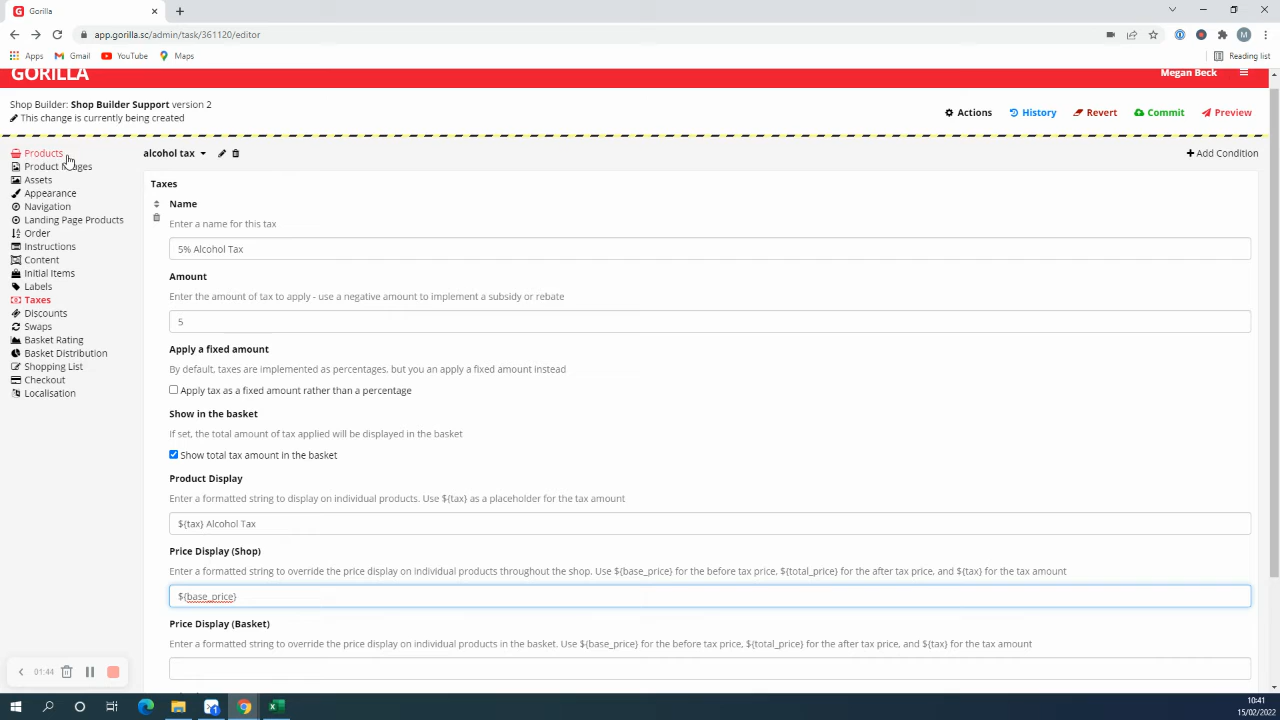 Gorilla
app.gorilla.sc/admin/task/361120/editor
M
Apps Gmail YouTube Maps Reading list
GORILLA Megan Beck
Shop Builder: Shop Builder Support version 2
This change is currently being created
Actions History Revert Commit Preview
Products
Product Images
Assets
Appearance
Navigation
Landing Page Products
Order
Instructions
Content
Initial Items
Labels
Taxes
Discounts
Swaps
Basket Rating
Basket Distribution
Shopping List
Checkout
Localisation
alcohol tax Add Condition
Taxes
Name
Enter a name for this tax
5% Alcohol Tax
Amount
Enter the amount of tax to apply - use a negative amount to implement a subsidy or rebate
5
Apply a fixed amount
By default, taxes are implemented as percentages, but you an apply a fixed amount instead
Apply tax as a fixed amount rather than a percentage
Show in the basket
If set, the total amount of tax applied will be displayed in the basket
Show total tax amount in the basket
Product Display
Enter a formatted string to display on individual products. Use ${tax} as a placeholder for the tax amount
${tax} Alcohol Tax
Price Display (Shop)
Enter a formatted string to override the price display on individual products throughout the shop. Use ${base_price} for the before tax price, ${total_price} for the after tax price, and ${tax} for the tax amount
${base_price}
Price Display (Basket)
Enter a formatted string to override the price display on individual products in the basket. Use ${base_price} for the before tax price, ${total_price} for the after tax price, and ${tax} for the tax amount
01:44
10:41
15/02/2022